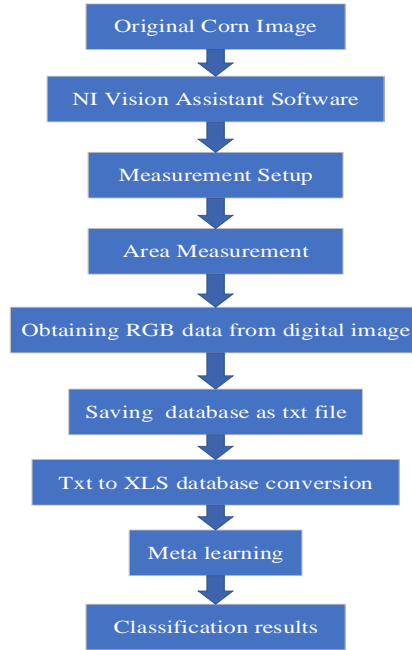 Original Corn Image
NI Vision Assistant Software
Measurement Setup
Area Measurement
Obtaining RGB data from digital image
Saving database as txt file
Txt to XLS database conversion
Meta learning
Classification results